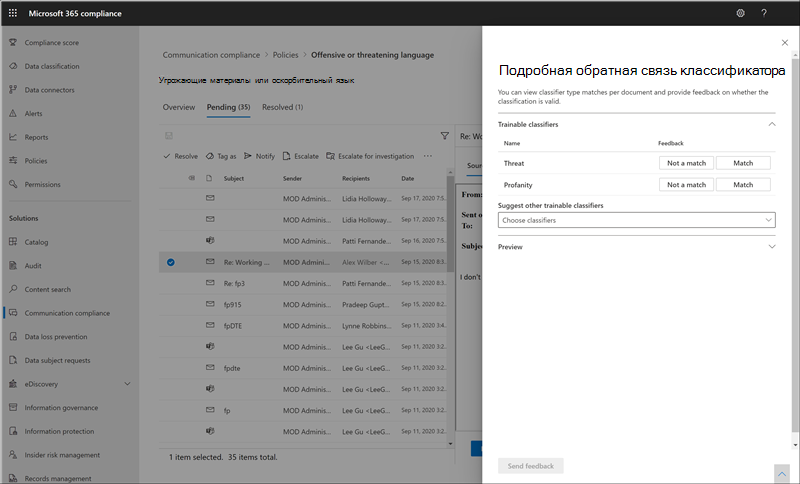 Microsoft 365 compliance
?
Compliance score
Data classification
Data connectors
Alerts
Reports
Policies
Permissions
Solutions
Catalog
Audit
Content search
Communication compliance
Data loss prevention
Data subject requests
eDiscovery
Information governance
Information protection
Insider risk management
Records management
Communication compliance > Policies > Offensive or threatening language
Угрожающие материалы или оскорбительный язык
Overview Pending (35) Resolved (1)
Resolve Tag as Notify Escalate Escalate for investigation ...
Subject Sender Recipients Date
MOD Adminis... Lidia Holloway... Sep 17, 2020 7:5...
MOD Adminis... Lidia Holloway... Sep 17, 2020 7:5...
MOD Adminis... Patti Fernande... Sep 16, 2020 7:5...
Re: Working ... MOD Adminis... Alex Wilber <... Sep 15, 2020 8:5...
Re: fp3 MOD Adminis... Patti Fernande... Sep 15, 2020 8:3...
fp915 MOD Adminis... Pradeep Gupt... Sep 15, 2020 8:3...
fpDTE MOD Adminis... Lynne Robbins... Sep 11, 2020 3:4...
Lee Gu <LeeG... MOD Adminis... Sep 11, 2020 3:2...
fpdte Lee Gu <LeeG... MOD Adminis... Sep 11, 2020 3:2...
Lee Gu <LeeG... MOD Adminis... Sep 11, 2020 3:2...
fp Lee Gu <LeeG... MOD Adminis... Sep 11, 2020 3:2...
Lee Gu <LeeG... MOD Adminis... Sep 11, 2020 3:2...
1 item selected. 35 items total.
Re: Wo
Sour
From:
Sent o
To:
Subjec
I don't
Подробная обратная связь классификатора
You can view classifier type matches per document and provide feedback on whether the
classification is valid.
Trainable classifiers
Name Feedback
Threat Not a match Match
Profanity Not a match Match
Suggest other trainable classifiers
Choose classifiers
Preview
Send feedback